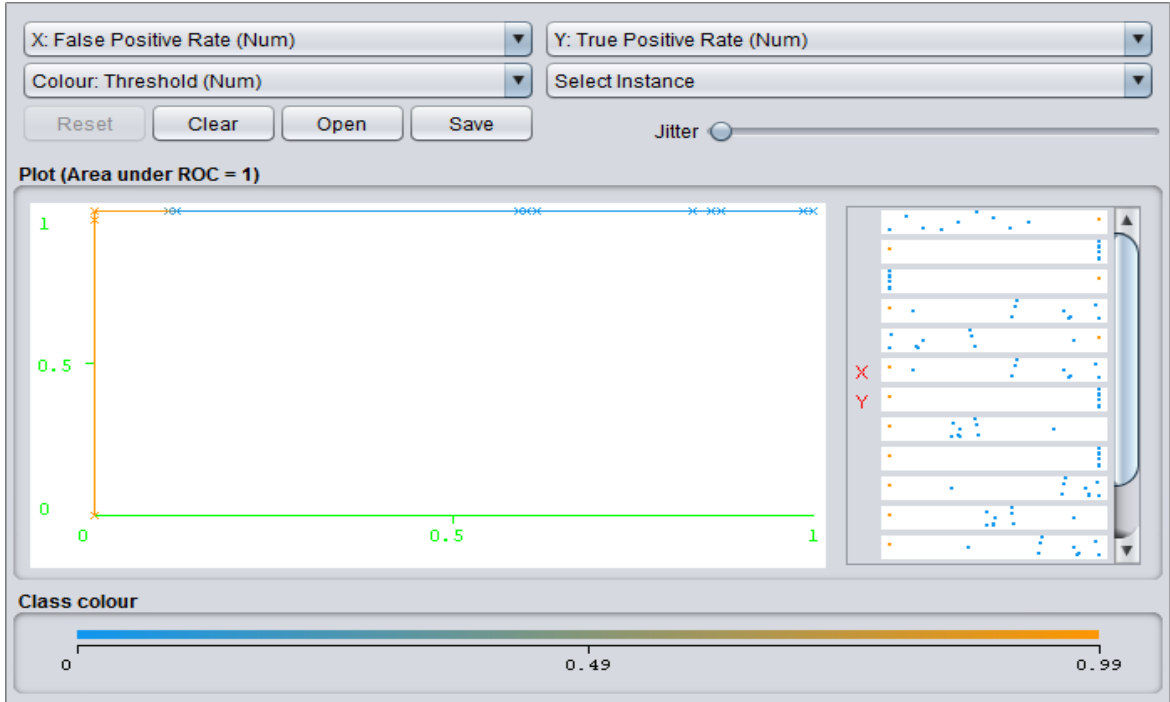 X: False Positive Rate (Num) Y: True Positive Rate (Num)
Colour: Threshold (Num) Select Instance
Reset Clear Open Save Jitter
Plot (Area under ROC = 1)
1
0.5
0
0 0.5 1
X
Y
Class colour
0 0.49 0.99